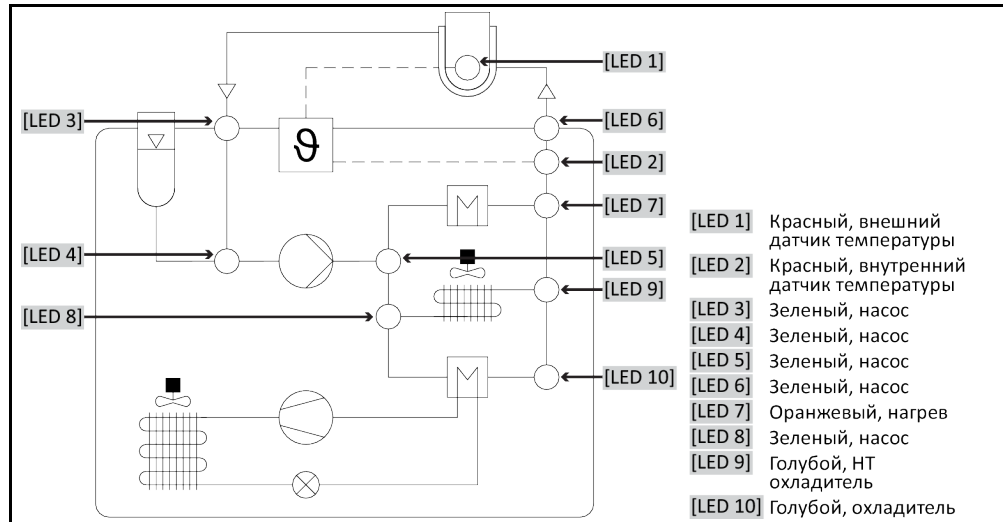 [LED 1]
[LED 3]
[LED 6]
ϑ
[LED 2]
[LED 7]
[LED 4]
[LED 5]
[LED 9]
[LED 8]
[LED 10]
[LED 1] Красный, внешний
датчик температуры
[LED 2] Красный, внутренний
датчик температуры
[LED 3] Зеленый, насос
[LED 4] Зеленый, насос
[LED 5] Зеленый, насос
[LED 6] Зеленый, насос
[LED 7] Оранжевый, нагрев
[LED 8] Зеленый, насос
[LED 9] Голубой, НТ
охладитель
[LED 10] Голубой, охладитель